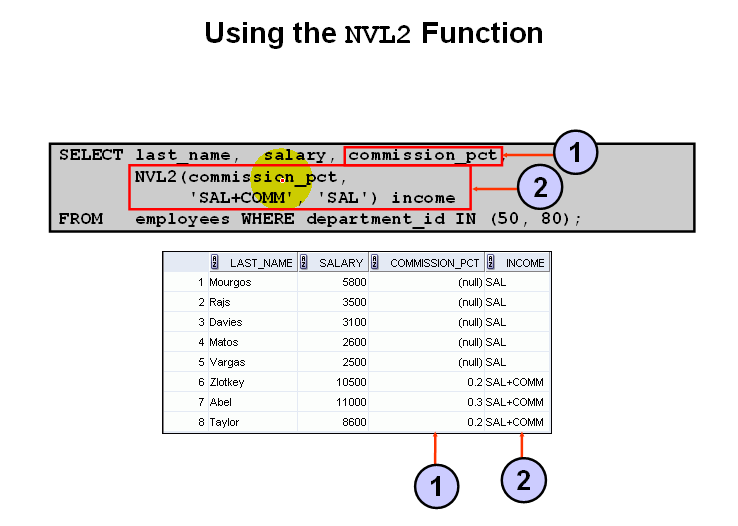 Using the NVL2 Function
SELECT last_name, salary, commission_pct, 1
NVL2(commission_pct, 2
'SAL+COMM', 'SAL') income
FROM employees WHERE department_id IN (50, 80);
LAST_NAME SALARY COMMISSION_PCT INCOME
1 Mourgos 5800 (null) SAL
2 Rajs 3500 (null) SAL
3 Davies 3100 (null) SAL
4 Matos 2600 (null) SAL
5 Vargas 2500 (null) SAL
6 Zlotkey 10500 0.2 SAL+COMM
7 Abel 11000 0.3 SAL+COMM
8 Taylor 8600 0.2 SAL+COMM
1 2